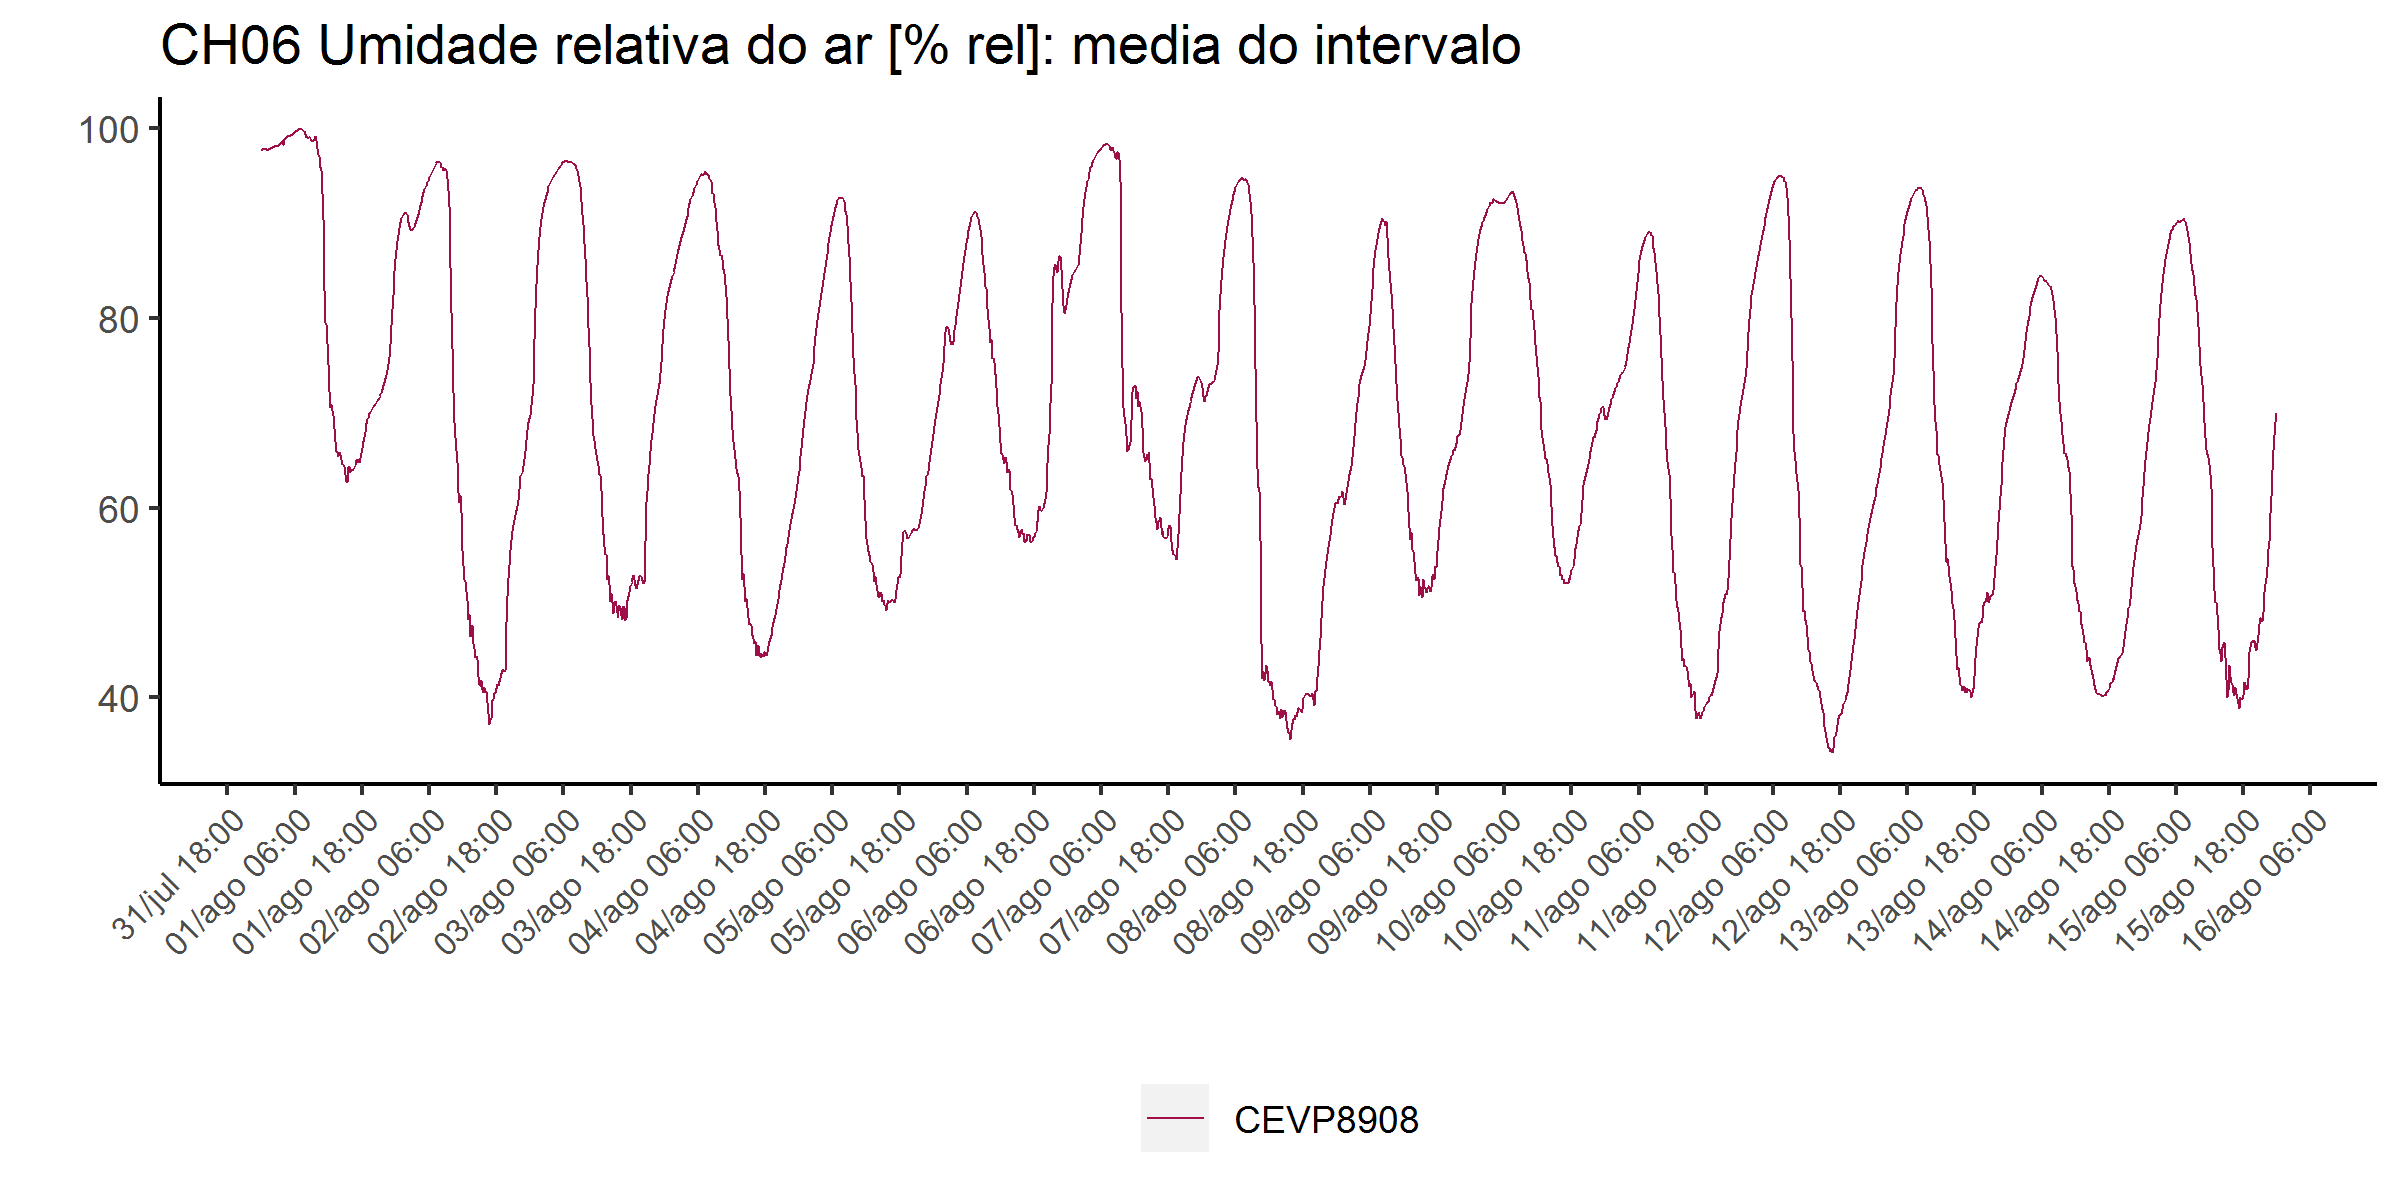 CH06 Umidade relativa do ar [% rel]: media do intervalo
100
80
60
40
31/jul 18:00
01/ago 06:00
01/ago 18:00
02/ago 06:00
02/ago 18:00
03/ago 06:00
03/ago 18:00
04/ago 06:00
04/ago 18:00
05/ago 06:00
05/ago 18:00
06/ago 06:00
06/ago 18:00
07/ago 06:00
07/ago 18:00
08/ago 06:00
08/ago 18:00
09/ago 06:00
09/ago 18:00
10/ago 06:00
10/ago 18:00
11/ago 06:00
11/ago 18:00
12/ago 06:00
12/ago 18:00
13/ago 06:00
13/ago 18:00
14/ago 06:00
14/ago 18:00
15/ago 06:00
15/ago 18:00
16/ago 06:00
CEVP8908